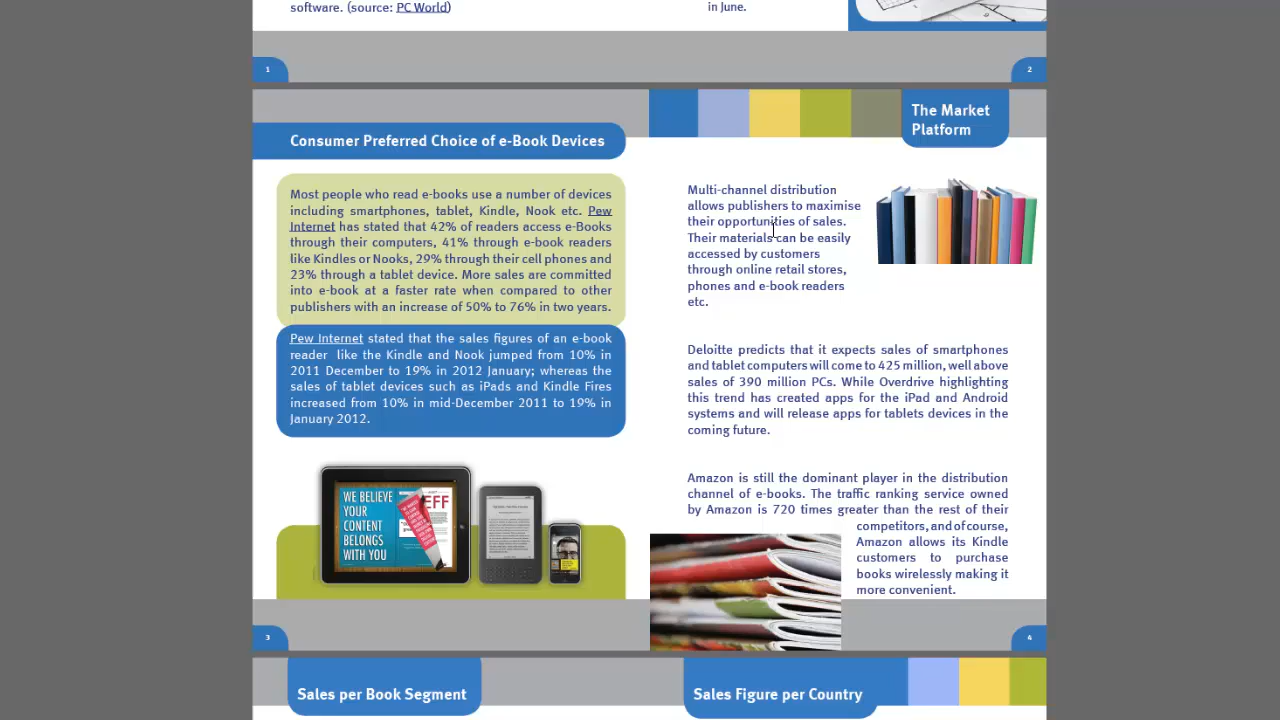 software. (source: PC World)
in June.
1
2
Consumer Preferred Choice of e-Book Devices
Most people who read e-books use a number of devices
including smartphones, tablet, Kindle, Nook etc. Pew
Internet has stated that 42% of readers access e-Books
through their computers, 41% through e-book readers
like Kindles or Nooks, 29% through their cell phones and
23% through a tablet device. More sales are committed
into e-book at a faster rate when compared to other
publishers with an increase of 50% to 76% in two years.
Pew Internet stated that the sales figures of an e-book
reader like the Kindle and Nook jumped from 10% in
2011 December to 19% in 2012 January; whereas the
sales of tablet devices such as iPads and Kindle Fires
increased from 10% in mid-December 2011 to 19% in
January 2012.
WE BELIEVE
YOUR
CONTENT
BELONGS
WITH YOU
EFF
3
The Market
Platform
Multi-channel distribution
allows publishers to maximise
their opportunities of sales.
Their materials can be easily
accessed by customers
through online retail stores,
phones and e-book readers
etc.
Deloitte predicts that it expects sales of smartphones
and tablet computers will come to 425 million, well above
sales of 390 million PCs. While Overdrive highlighting
this trend has created apps for the iPad and Android
systems and will release apps for tablets devices in the
coming future.
Amazon is still the dominant player in the distribution
channel of e-books. The traffic ranking service owned
by Amazon is 720 times greater than the rest of their
competitors, and of course,
Amazon allows its Kindle
customers to purchase
books wirelessly making it
more convenient.
4
Sales per Book Segment
Sales Figure per Country